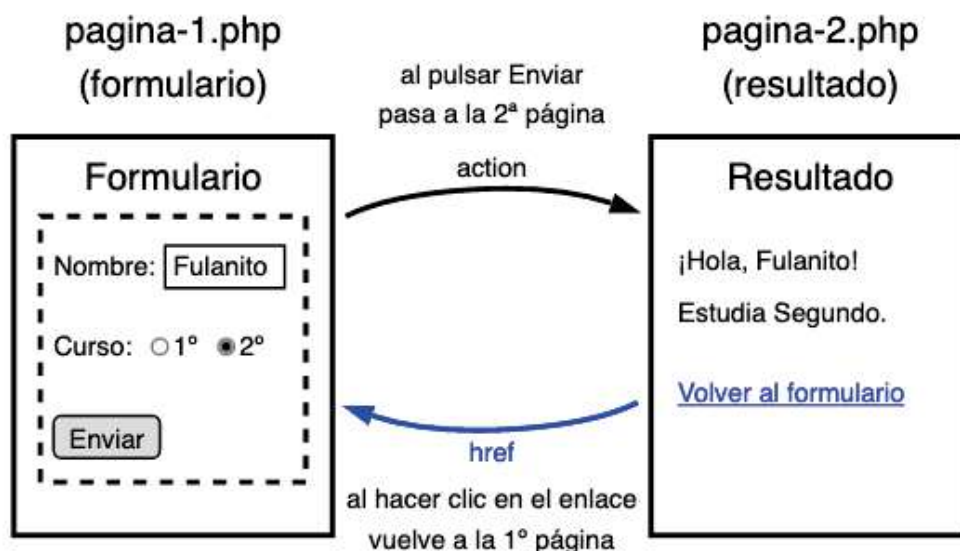 pagina-1.php
(formulario)
Formulario
Nombre: Fulanito
Curso: 1º 2º
Enviar
al pulsar Enviar
pasa a la 2ª página
action
href
al hacer clic en el enlace
vuelve a la 1º página
pagina-2.php
(resultado)
Resultado
¡Hola, Fulanito!
Estudia Segundo.
Volver al formulario